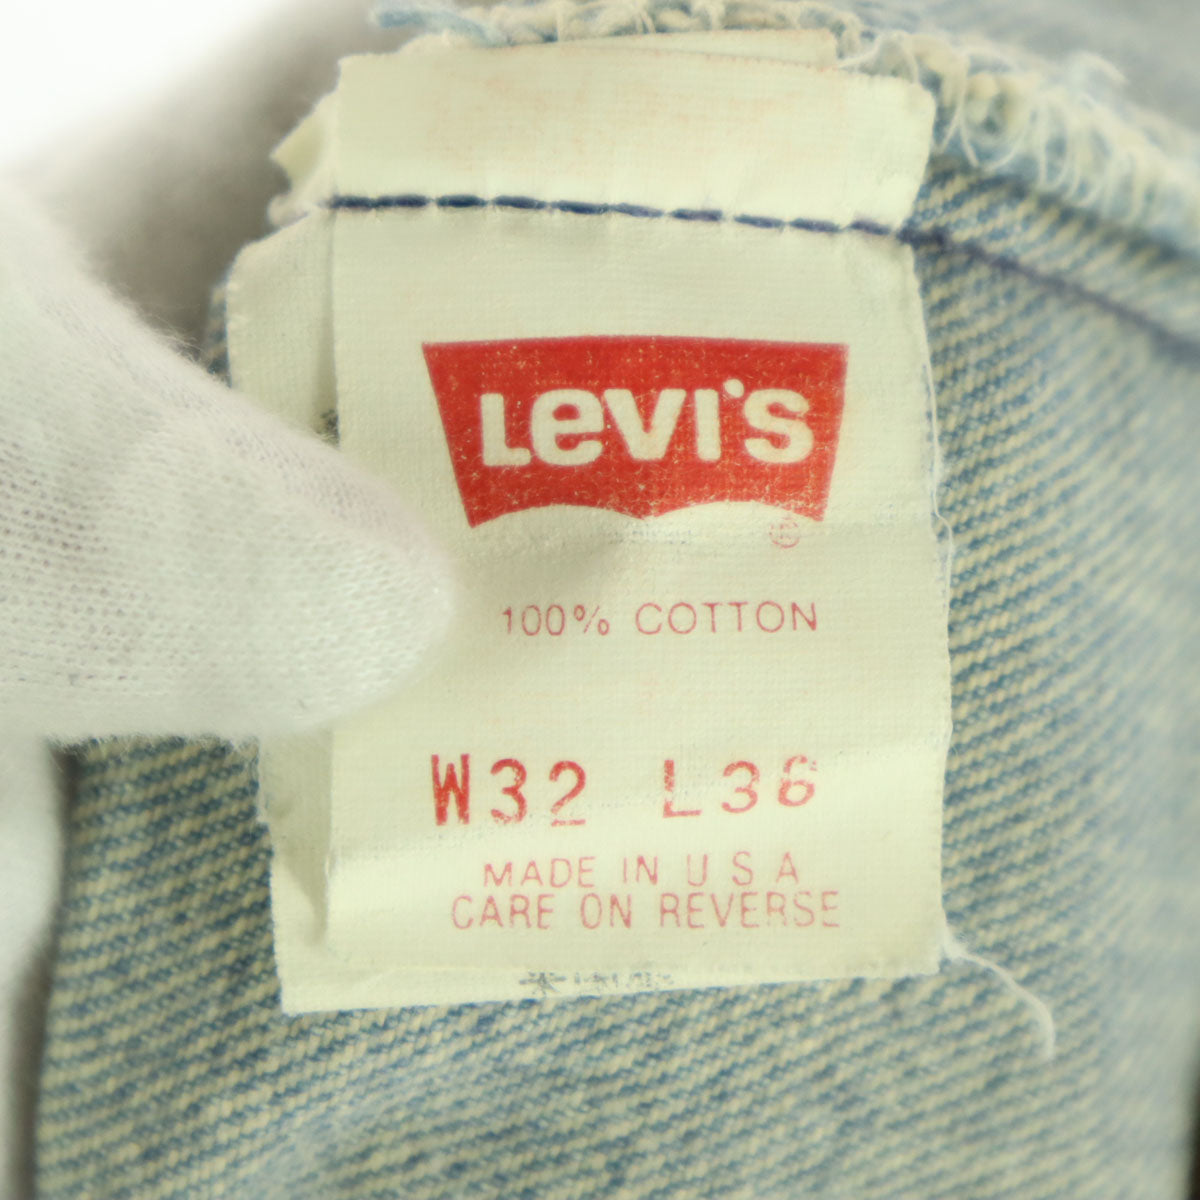 Levi's
®
100% COTTON
W32 L36
MADE IN U S A
CARE ON REVERSE